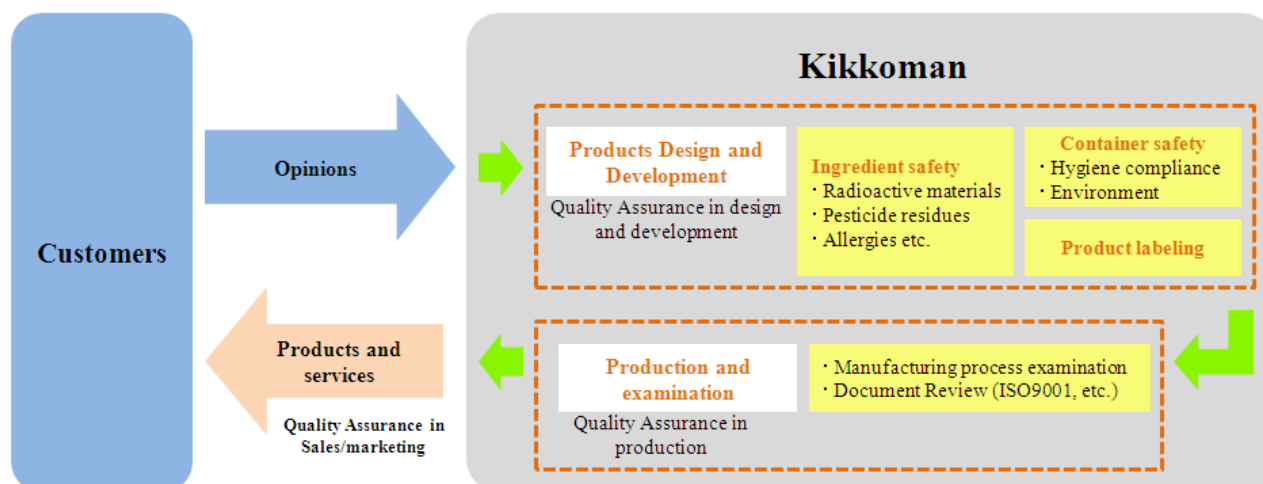 Kikkoman
Customers
Opinions
Products Design and
Development
Quality Assurance in design
and development
Ingredient safety
・Radioactive materials
・Pesticide residues
・Allergies etc.
Container safety
・Hygiene compliance
・Environment
Product labeling
Production and
examination
Quality Assurance in
production
・Manufacturing process examination
・Document Review (ISO9001, etc.)
Products and
services
Quality Assurance in
Sales/marketing